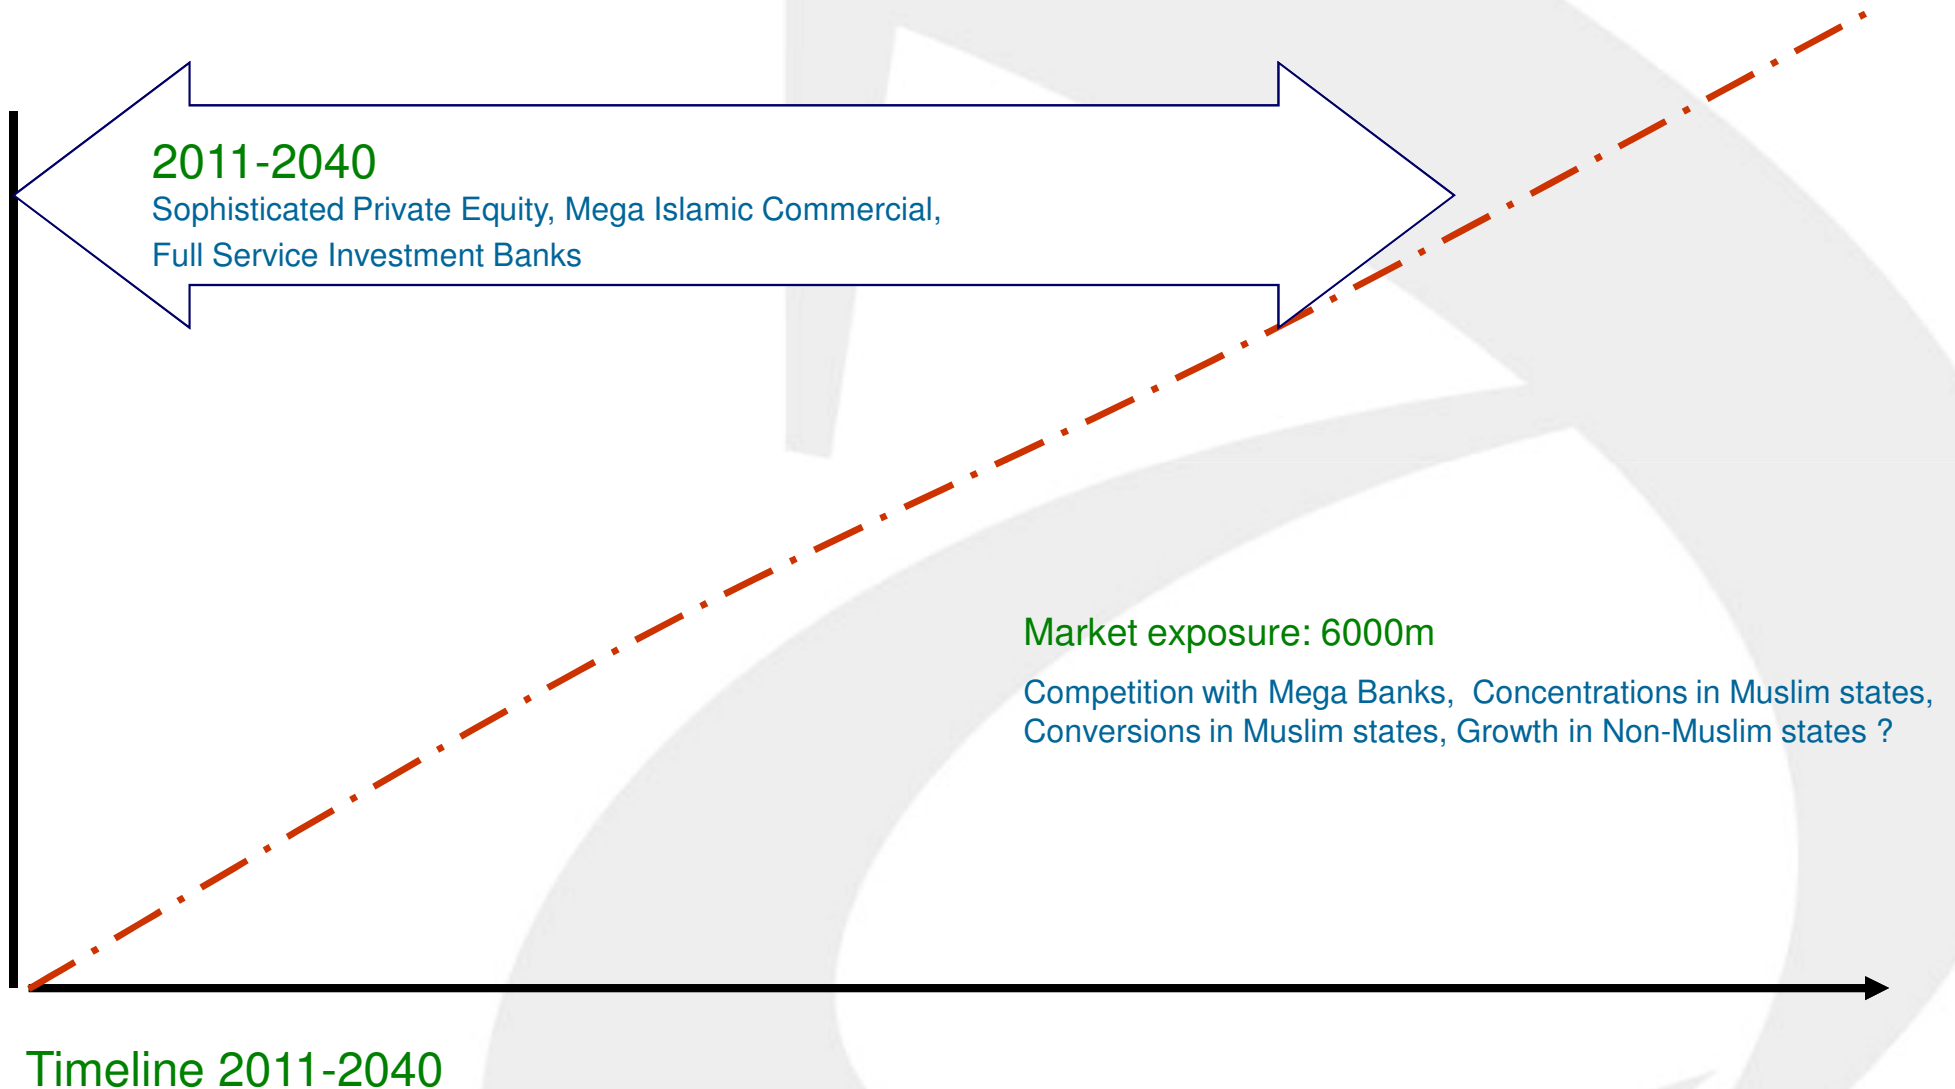 2011-2040
Sophisticated Private Equity, Mega Islamic Commercial,
Full Service Investment Banks
Market exposure: 6000m
Competition with Mega Banks,  Concentrations in Muslim states,
Conversions in Muslim states, Growth in Non-Muslim states ?
Timeline 2011-2040